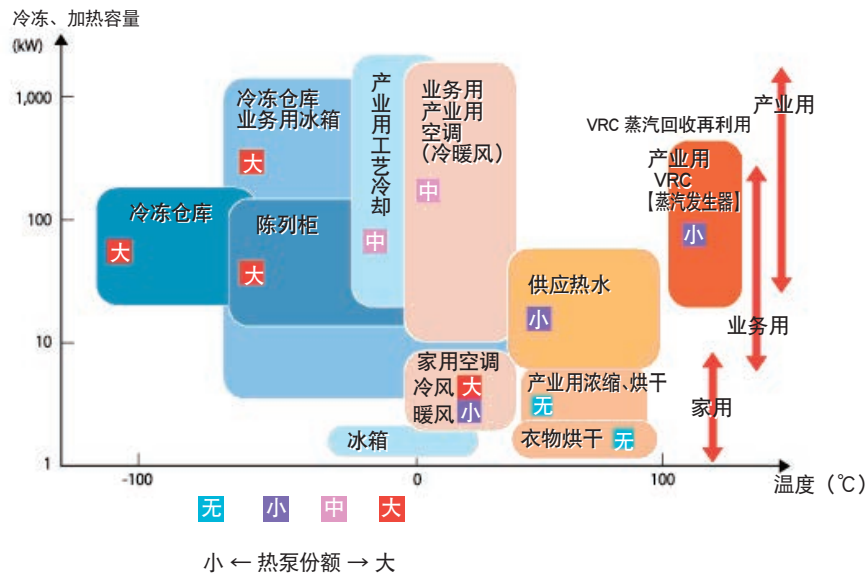 冷冻、加热容量
(kW)
1,000
100
10
1
冷冻仓库
业务用冰箱
大
产业用工艺冷却
中
业务用
产业用
空调
（冷暖风）
中
VRC 蒸汽回收再利用
产业用
VRC
【蒸汽发生器】
小
产业用
冷冻仓库
大
陈列柜
大
供应热水
小
业务用
家用空调
冷风 大
暖风 小
产业用浓缩、烘干
无
家用
冰箱
衣物烘干 无
-100
0
100
温度（℃）
无 小 中 大
小 ← 热泵份额 → 大